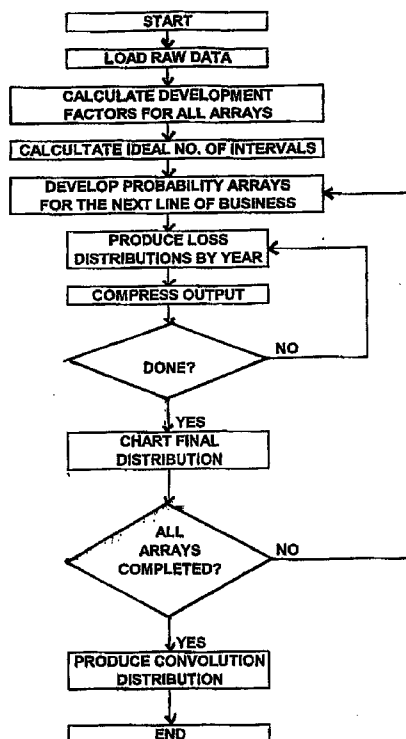 START
LOAD RAW DATA
CALCULATE DEVELOPMENT
FACTORS FOR ALL ARRAYS
CALCULTATE IDEAL NO. OF INTERVALS
DEVELOP PROBABILITY ARRAYS
FOR THE NEXT LINE OF BUSINESS
PRODUCE LOSS
DISTRIBUTIONS BY YEAR
COMPRESS OUTPUT
DONE?
NO
YES
CHART FINAL
DISTRIBUTION
ALL
ARRAYS
COMPLETED?
NO
YES
PRODUCE CONVOLUTION
DISTRIBUTION
END